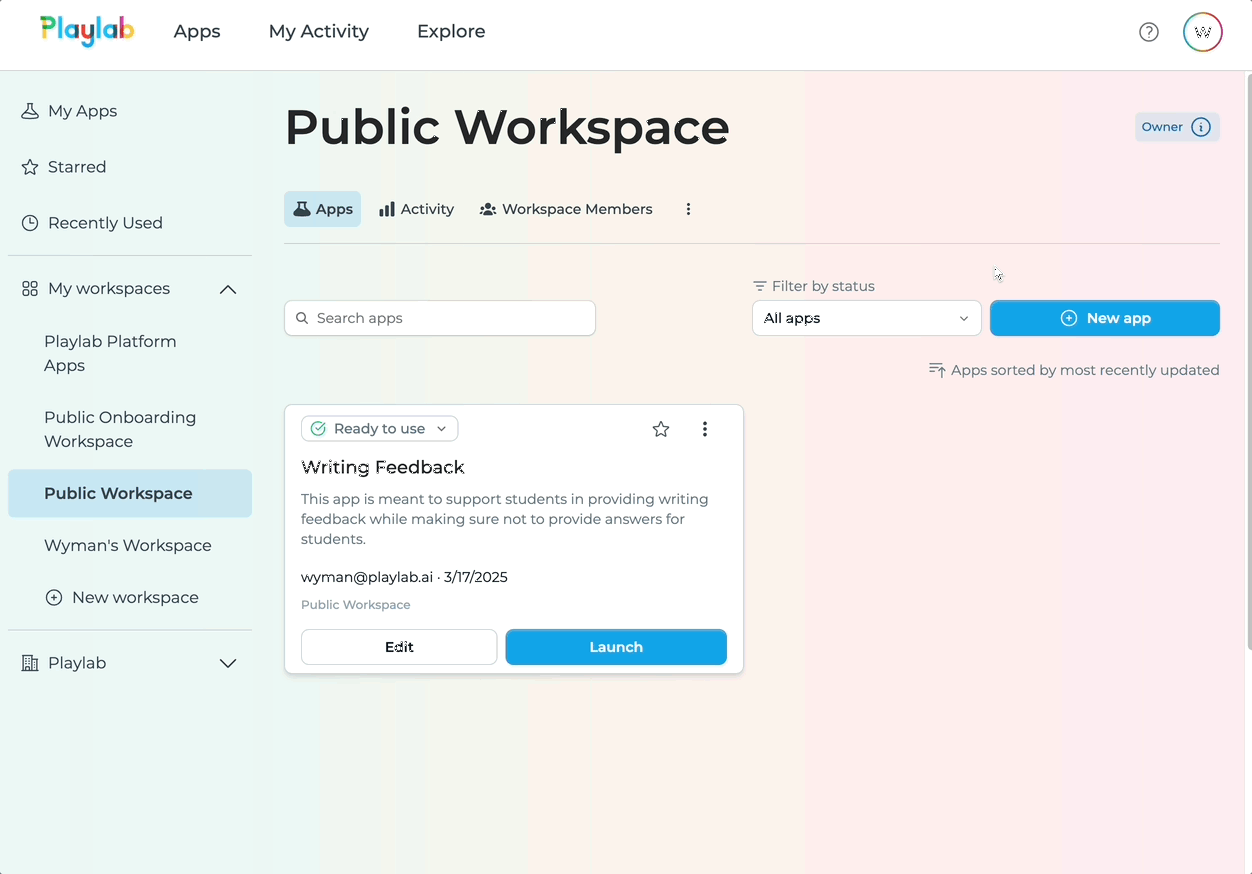 Playlab
Apps
My Activity
Explore
W
My Apps
Starred
Recently Used
My workspaces
Playlab Platform
Apps
Public Onboarding
Workspace
Public Workspace
Wyman's Workspace
New workspace
Playlab
Public Workspace
Owner
Apps
Activity
Workspace Members
Filter by status
Search apps
All apps
New app
Apps sorted by most recently updated
Ready to use
Writing Feedback
This app is meant to support students in providing writing
feedback while making sure not to provide answers for
students.
wyman@playlab.ai · 3/17/2025
Public Workspace
Edit
Launch